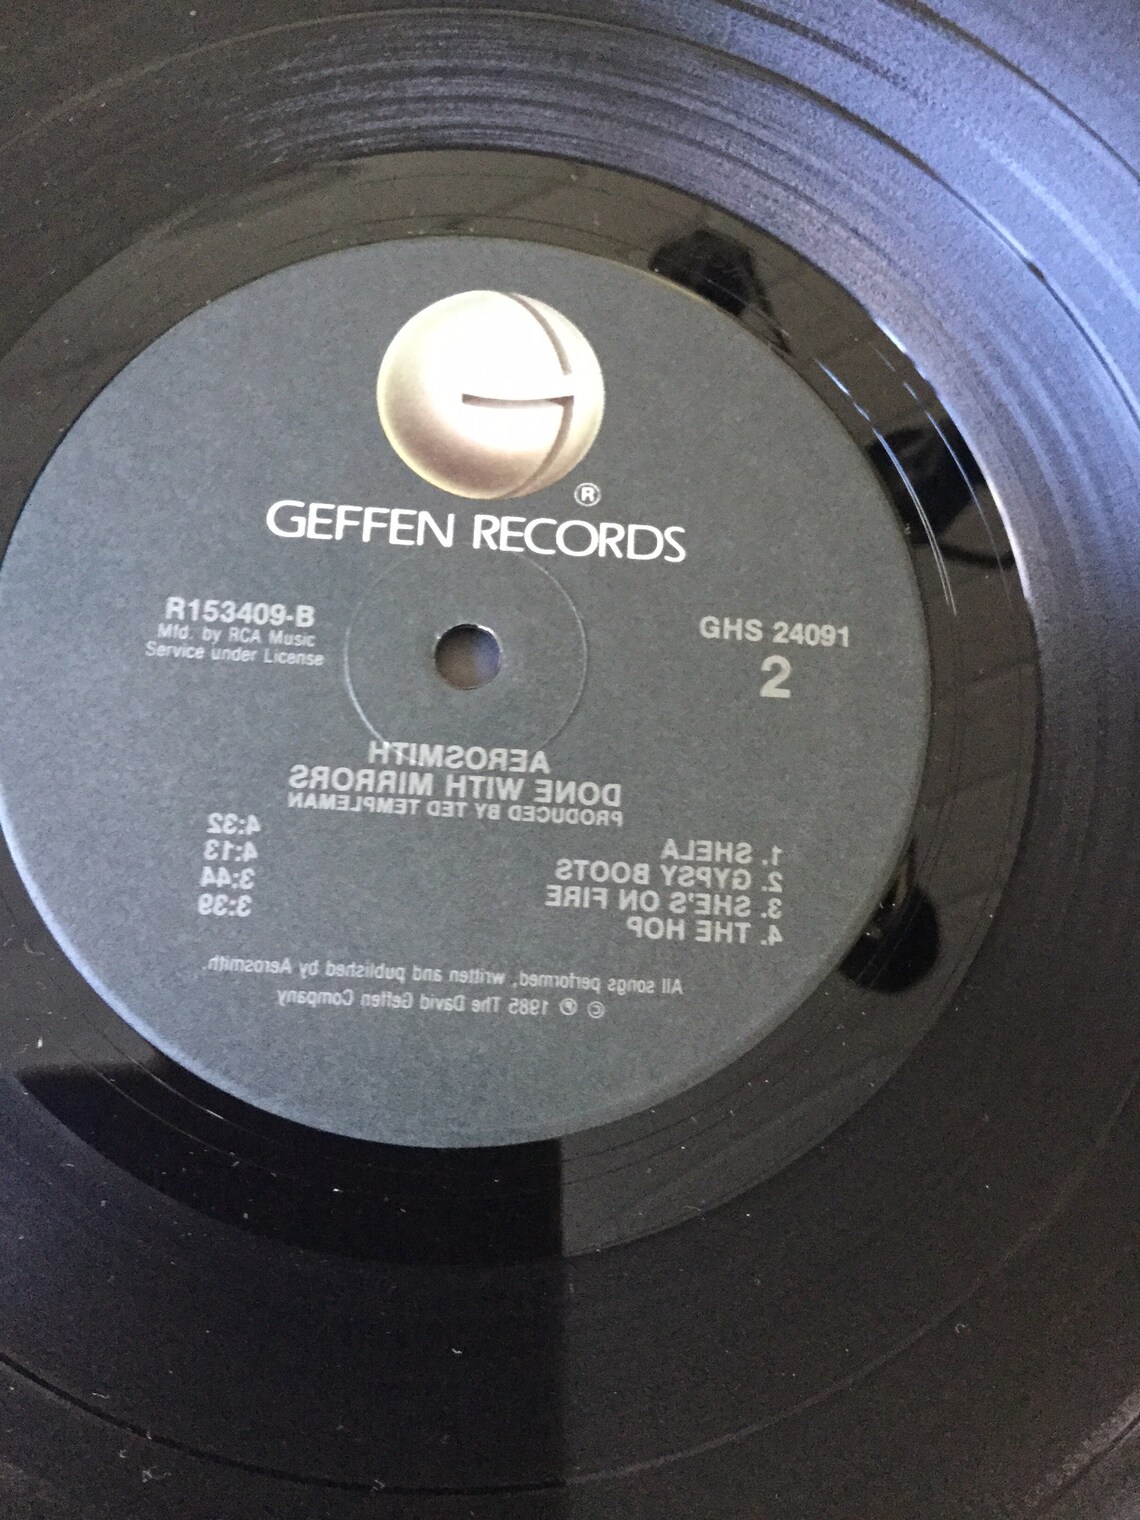 ®
GEFFEN RECORDS
R153409-B
Mfd. by RCA Music
Service under License
GHS 24091
2
AEROSMITH
DONE WITH MIRRORS
PRODUCED BY TED TEMPLEMAN
1. SHELA 4:32
2. GYPSY BOOTS 4:13
3. SHE'S ON FIRE 3:44
4. THE HOP 3:39
All songs performed, written and published by Aerosmith.
© ℗ 1985 The David Geffen Company